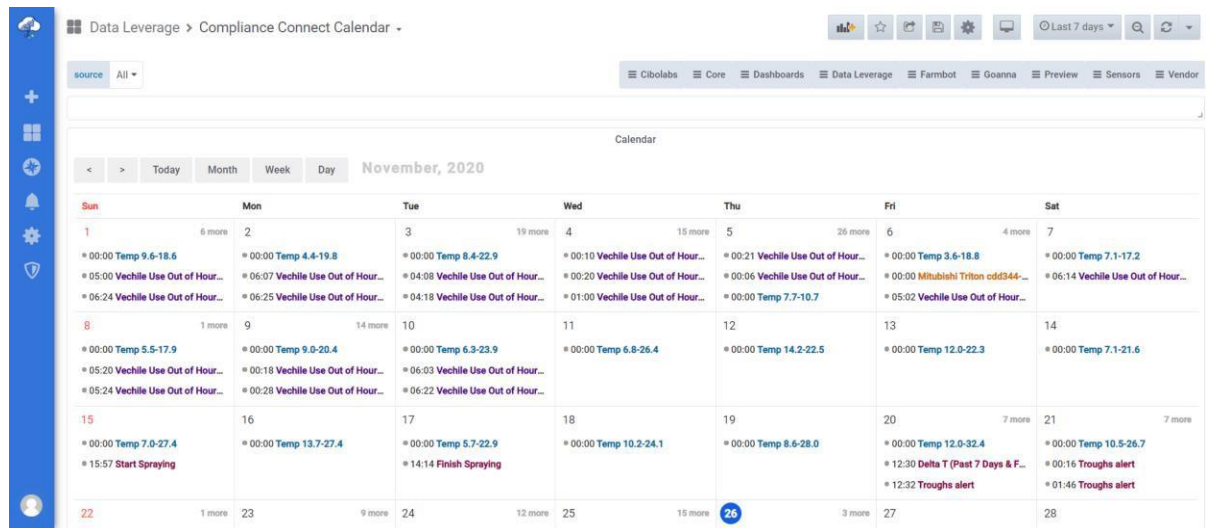 Data Leverage > Compliance Connect Calendar
Last 7 days
source All
Cibolabs Core Dashboards Data Leverage Farmbot Goanna Preview Sensors Vendor
Calendar
< > Today Month Week Day November, 2020
Sun Mon Tue Wed Thu Fri Sat
1 6 more 2 3 19 more 4 15 more 5 26 more 6 4 more 7
00:00 Temp 9.6-18.6 00:00 Temp 4.4-19.8 00:00 Temp 8.4-22.9 00:10 Vechile Use Out of Hour... 00:21 Vechile Use Out of Hour... 00:00 Temp 3.6-18.8 00:00 Temp 7.1-17.2
05:00 Vechile Use Out of Hour... 06:07 Vechile Use Out of Hour... 04:08 Vechile Use Out of Hour... 00:20 Vechile Use Out of Hour... 00:06 Vechile Use Out of Hour... 00:00 Mitubishi Triton cdd344-... 06:14 Vechile Use Out of Hour...
06:24 Vechile Use Out of Hour... 06:25 Vechile Use Out of Hour... 04:18 Vechile Use Out of Hour... 01:00 Vechile Use Out of Hour... 00:00 Temp 7.7-10.7 05:02 Vechile Use Out of Hour...
8 1 more 9 14 more 10 11 12 13 14
00:00 Temp 5.5-17.9 00:00 Temp 9.0-20.4 00:00 Temp 6.3-23.9 00:00 Temp 6.8-26.4 00:00 Temp 14.2-22.5 00:00 Temp 12.0-22.3 00:00 Temp 7.1-21.6
05:20 Vechile Use Out of Hour... 00:18 Vechile Use Out of Hour... 06:03 Vechile Use Out of Hour...
05:24 Vechile Use Out of Hour... 00:28 Vechile Use Out of Hour... 06:22 Vechile Use Out of Hour...
15 16 17 18 19 20 7 more 21 7 more
00:00 Temp 7.0-27.4 00:00 Temp 13.7-27.4 00:00 Temp 5.7-22.9 00:00 Temp 10.2-24.1 00:00 Temp 8.6-28.0 00:00 Temp 12.0-32.4 00:00 Temp 10.5-26.7
15:57 Start Spraying 14:14 Finish Spraying 12:30 Delta T (Past 7 Days & F... 00:16 Troughs alert
12:32 Troughs alert 01:46 Troughs alert
22 1 more 23 9 more 24 12 more 25 15 more 26 3 more 27 28